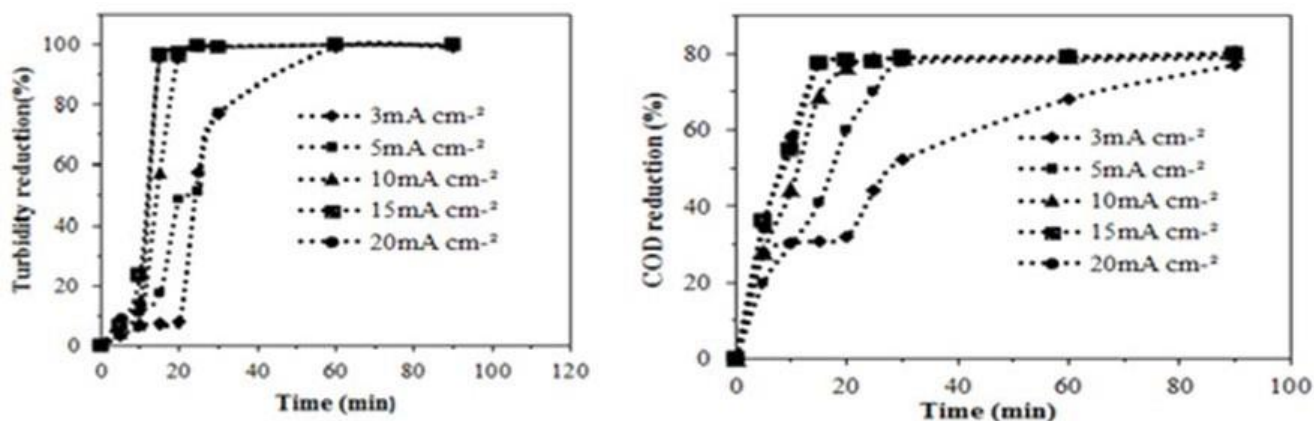 Turbidity reduction(%)
100
80
60
40
20
0
3mA cm-²
5mA cm-²
10mA cm-²
15mA cm-²
20mA cm-²
0 20 40 60 80 100 120
Time (min)
COD reduction (%)
80
60
40
20
0
3mA cm-²
5mA cm-²
10mA cm-²
15mA cm-²
20mA cm-²
0 20 40 60 80 100
Time (min)